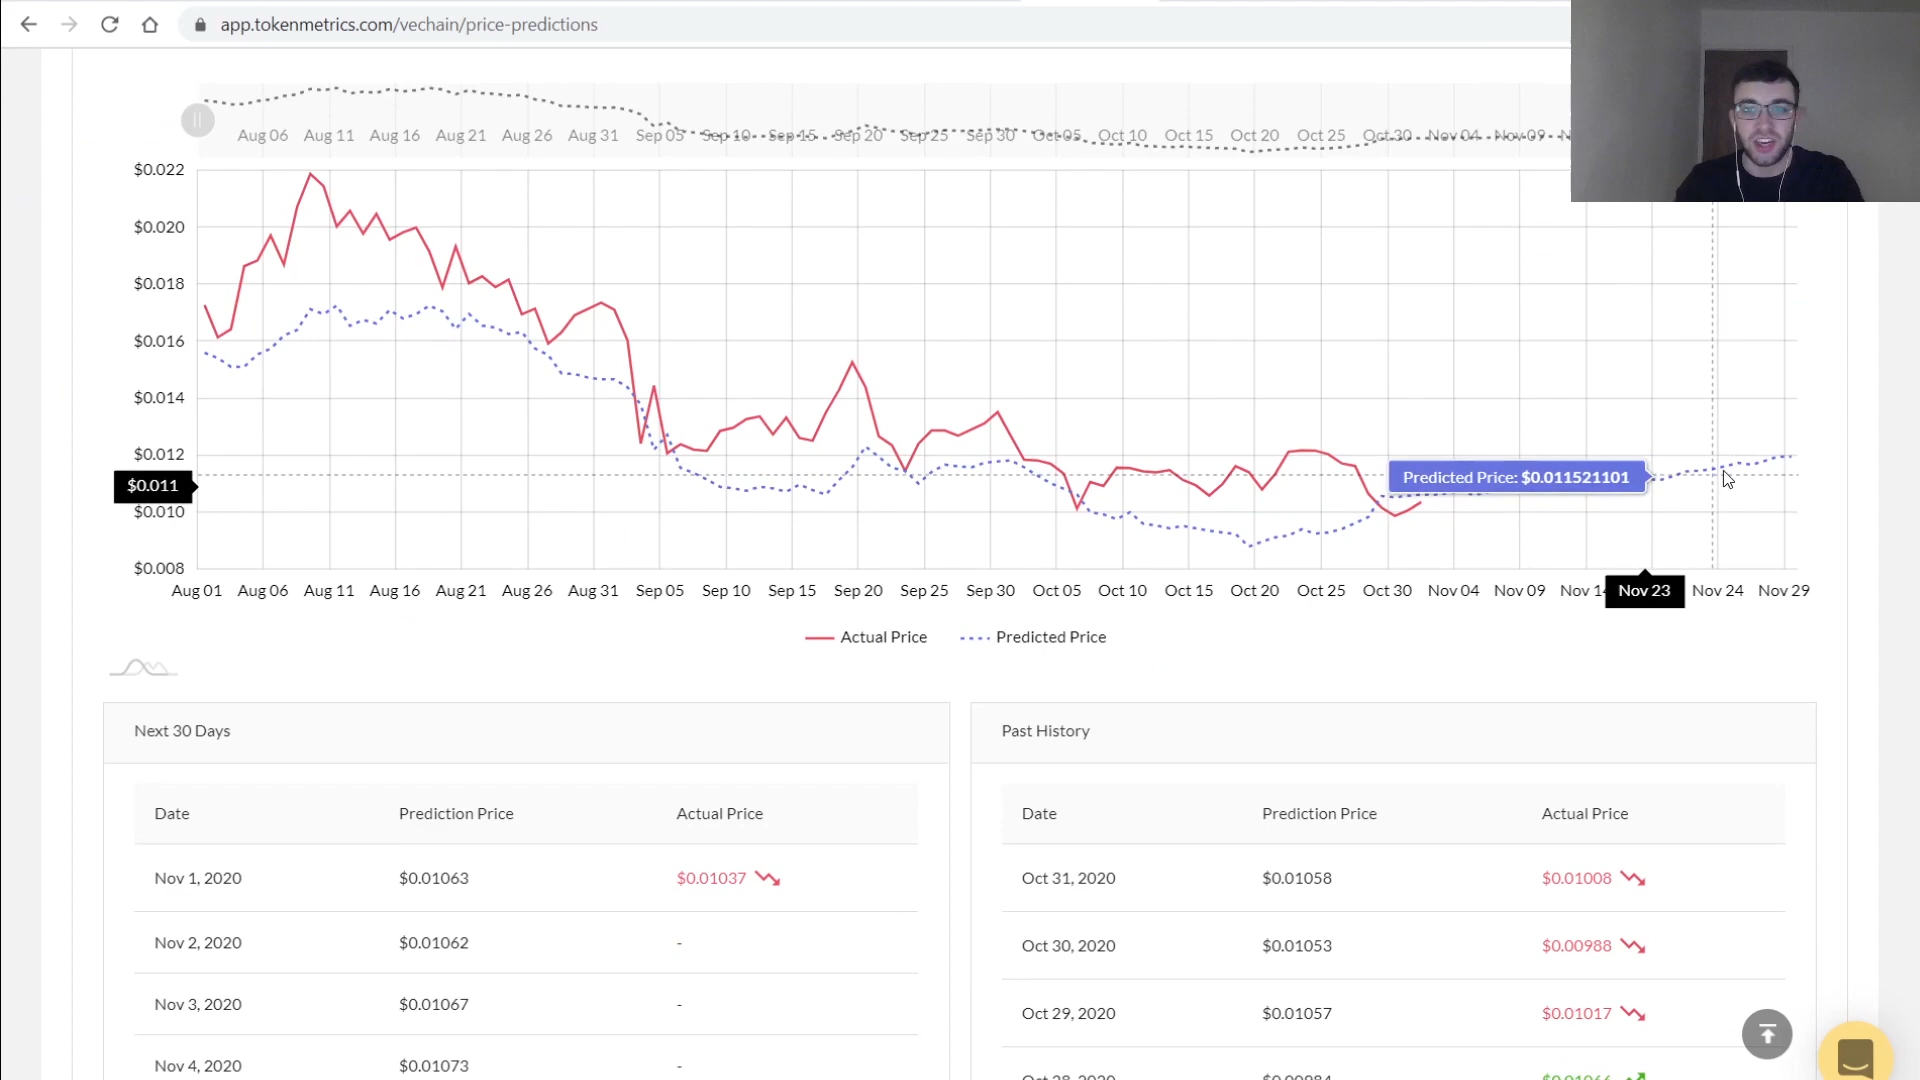 app.tokenmetrics.com/vechain/price-predictions
Aug 06 Aug 11 Aug 16 Aug 21 Aug 26 Aug 31 Sep 05 Sep 10 Sep 15 Sep 20 Sep 25 Sep 30 Oct 05 Oct 10 Oct 15 Oct 20 Oct 25 Oct 30 Nov 04 Nov 09
$0.022
$0.020
$0.018
$0.016
$0.014
$0.012
Predicted Price: $0.011521101
$0.011
$0.010
$0.008
Aug 01 Aug 06 Aug 11 Aug 16 Aug 21 Aug 26 Aug 31 Sep 05 Sep 10 Sep 15 Sep 20 Sep 25 Sep 30 Oct 05 Oct 10 Oct 15 Oct 20 Oct 25 Oct 30 Nov 04 Nov 09 Nov 14 Nov 23 Nov 24 Nov 29
Actual Price Predicted Price
Next 30 Days
Date Prediction Price Actual Price
Nov 1, 2020 $0.01063 $0.01037
Nov 2, 2020 $0.01062 -
Nov 3, 2020 $0.01067 -
Nov 4, 2020 $0.01073 -
Past History
Date Prediction Price Actual Price
Oct 31, 2020 $0.01058 $0.01008
Oct 30, 2020 $0.01053 $0.00988
Oct 29, 2020 $0.01057 $0.01017